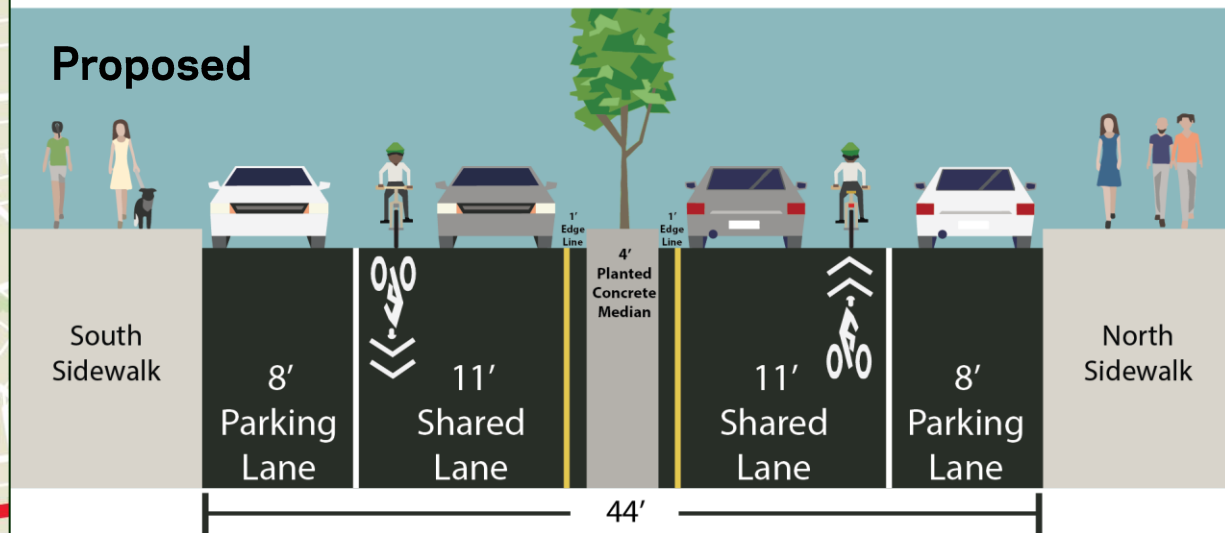 Proposed
1'
Edge
Line
1'
Edge
Line
4'
Planted
Concrete
Median
South
Sidewalk
8'
Parking
Lane
11'
Shared
Lane
11'
Shared
Lane
8'
Parking
Lane
North
Sidewalk
44'